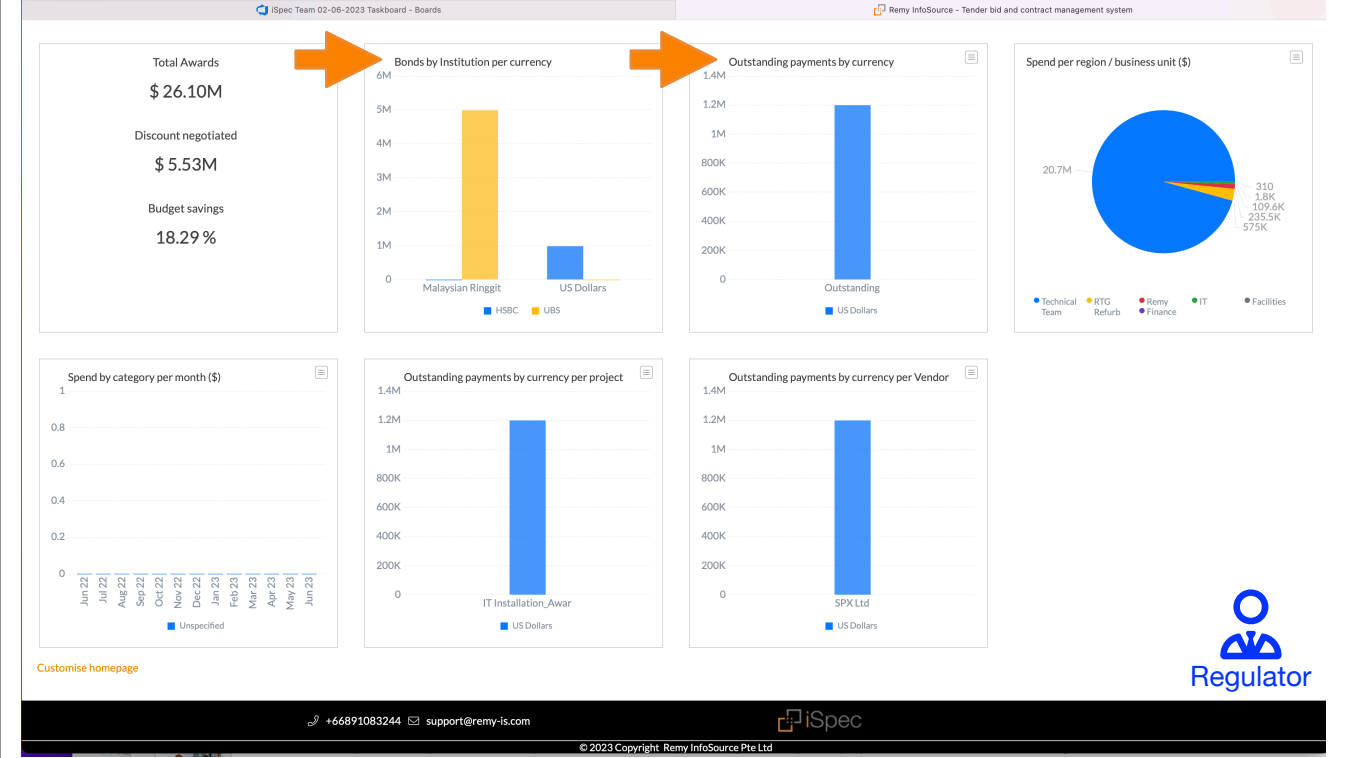 iSpec Team 02-06-2023 Taskboard - Boards
Remy InfoSource - Tender bid and contract management system
Total Awards
$ 26.10M
Discount negotiated
$ 5.53M
Budget savings
18.29 %
Bonds by Institution per currency
6M
5M
4M
3M
2M
1M
0
Malaysian Ringgit
US Dollars
HSBC
UBS
Outstanding payments by currency
1.4M
1.2M
1M
800K
600K
400K
200K
0
Outstanding
US Dollars
Spend per region / business unit ($)
20.7M
310
1.8K
109.6K
235.5K
575K
Technical Team
RTG Refurb
Remy
Finance
IT
Facilities
Spend by category per month ($)
1
0.8
0.6
0.4
0.2
0
Jun 22
Jul 22
Aug 22
Sep 22
Oct 22
Nov 22
Dec 22
Jan 23
Feb 23
Mar 23
Apr 23
May 23
Jun 23
Unspecified
Outstanding payments by currency per project
1.4M
1.2M
1M
800K
600K
400K
200K
0
IT Installation_Awar
US Dollars
Outstanding payments by currency per Vendor
1.4M
1.2M
1M
800K
600K
400K
200K
0
SPX Ltd
US Dollars
Customise homepage
Regulator
+66891083244
support@remy-is.com
iSpec
© 2023 Copyright Remy InfoSource Pte Ltd